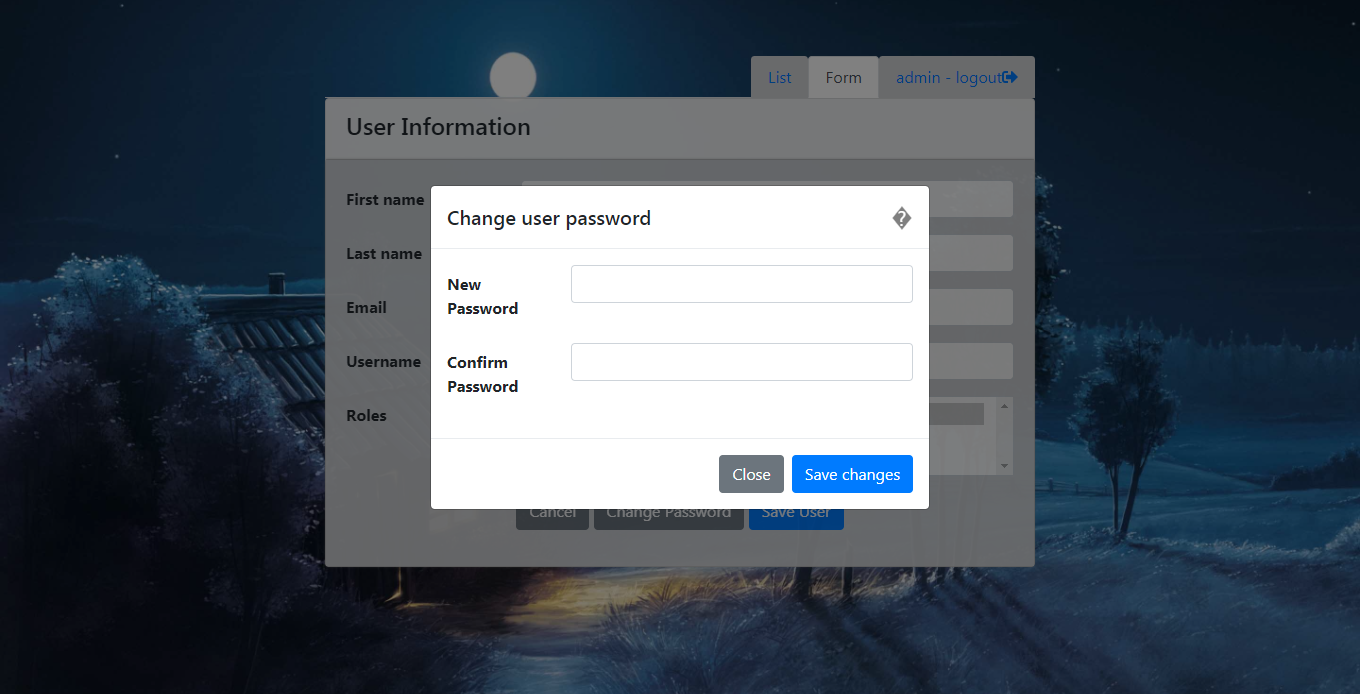 List Form admin - logout
User Information
First name
Last name
Email
Username
Roles
Change user password �
New
Password
Confirm
Password
Close Save changes
Cancel Change Password Save User